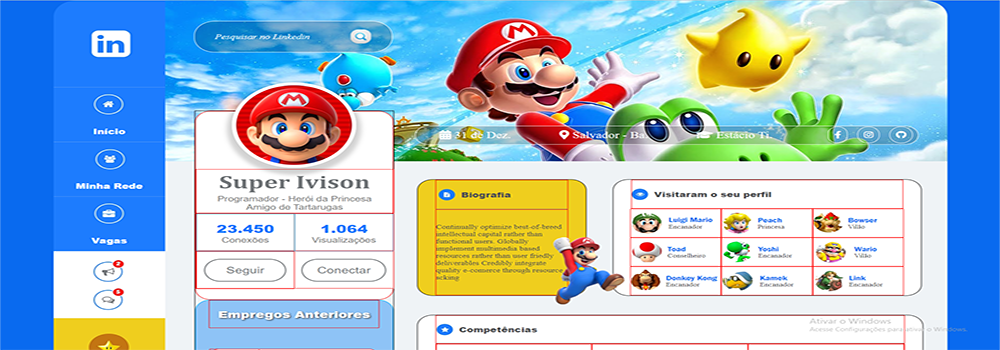 in
Início
Minha Rede
Vagas
2
5
Pesquisar no Linkedin
M
M
31 de Dez.
Salvador - Ba
Estácio Ti
Super Ivison
Programador - Herói da Princesa
Amigo de Tartarugas
23.450
Conexões
1.064
Visualizações
Seguir
Conectar
Empregos Anteriores
Biografia
Continually optimize best-of-breed
intellectual capital rather than
functional users. Globally
implement multimedia based
resources rather than user friedly
deliverables Credibly integrate
quality e-comerce through resource
scking
Visitaram o seu perfil
Luigi Mario
Encanador
Peach
Princesa
Bowser
Vilão
Toad
Conselheiro
Yoshi
Encanador
Wario
Encanador
Donkey Kong
Encanador
Kamek
Encanador
Link
Encanador
Competências
Ativar o Windows
Acesse Configurações para ativar o Windows.